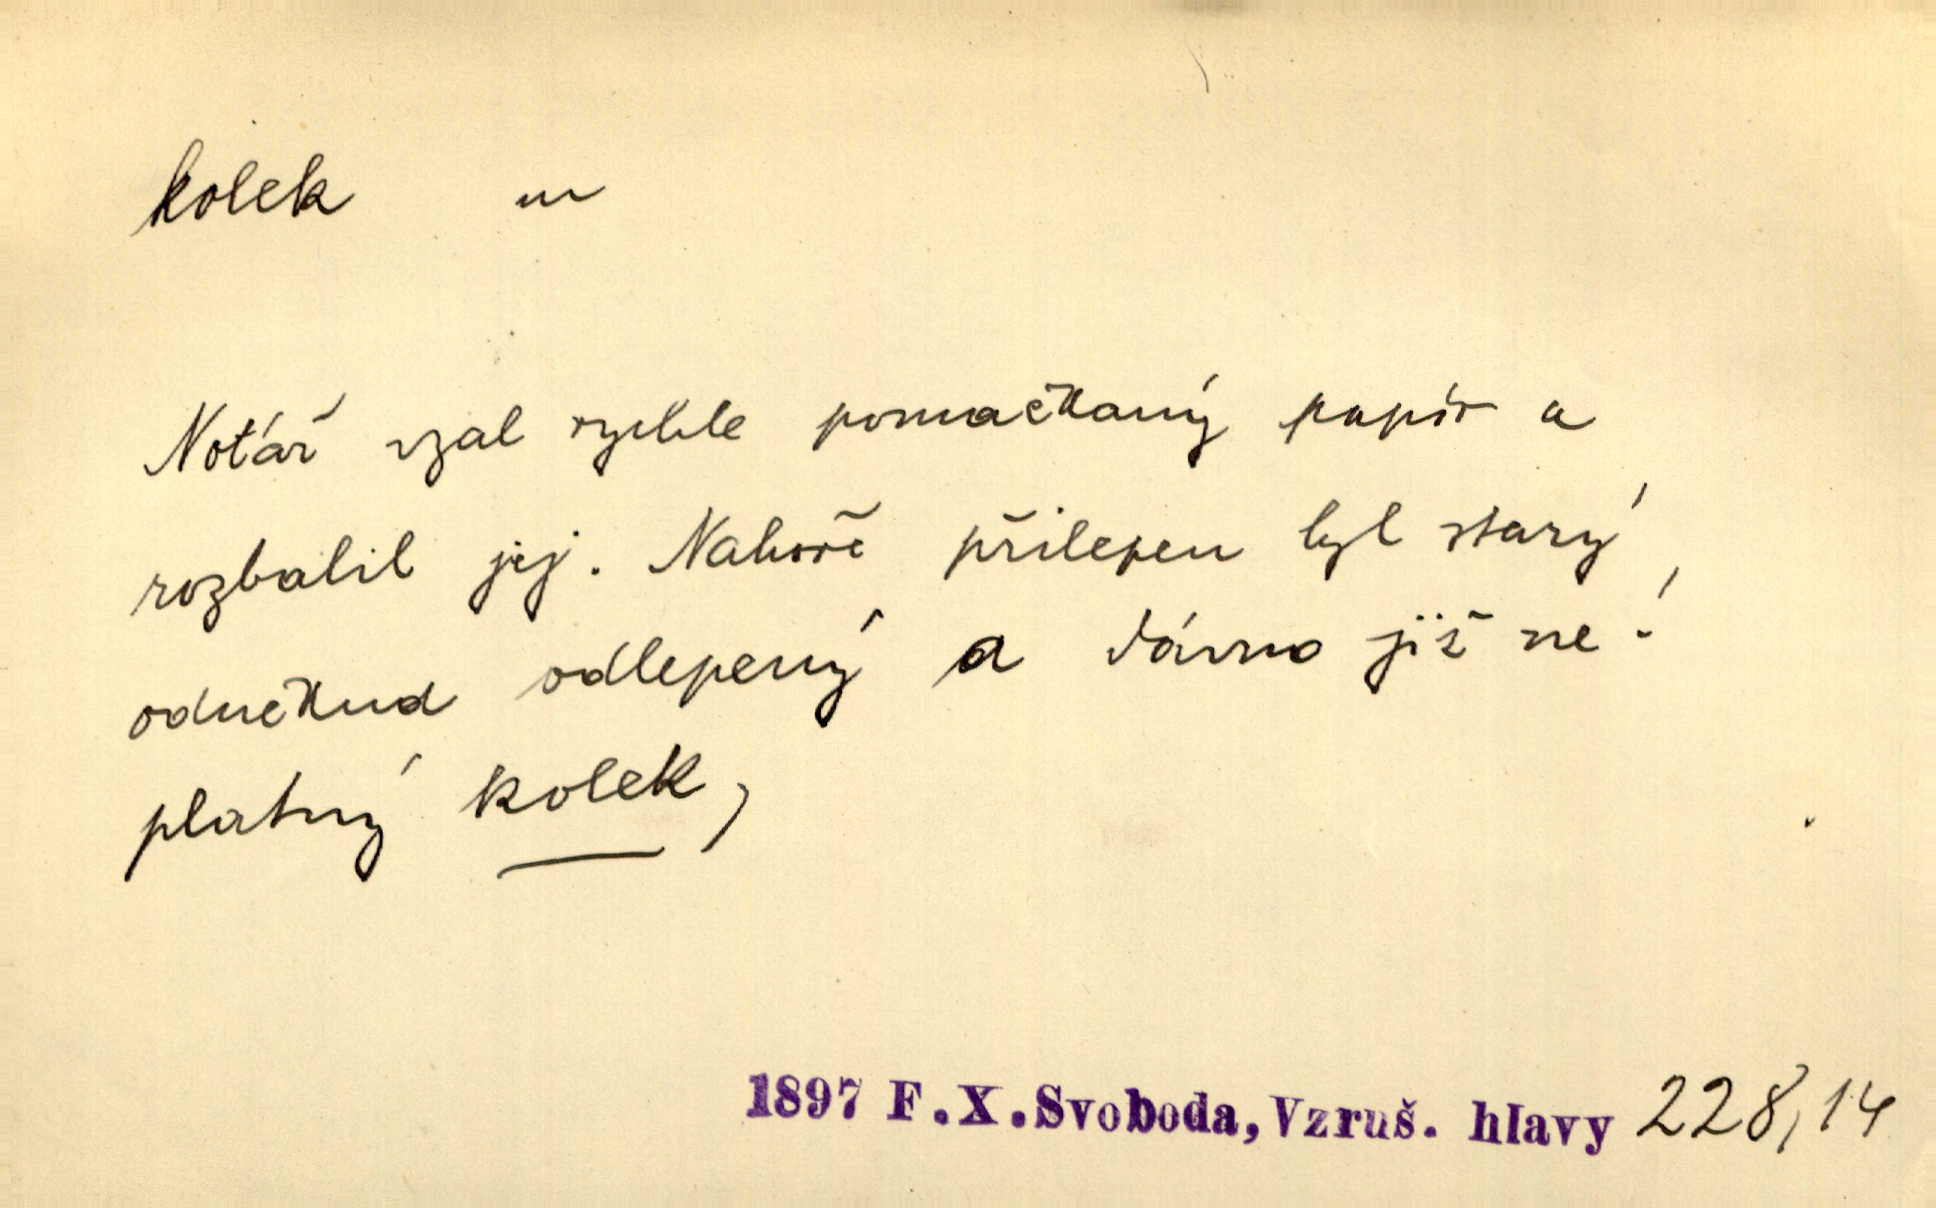 kolek m
Notář vzal rychle pomačkaný papír a
rozbalil jej. Nahoře přilepen byl starý,
odněkud odlepený a dávno již ne-
platný kolek,
1897 F.X.Svoboda, Vzruš. hlavy 228,14